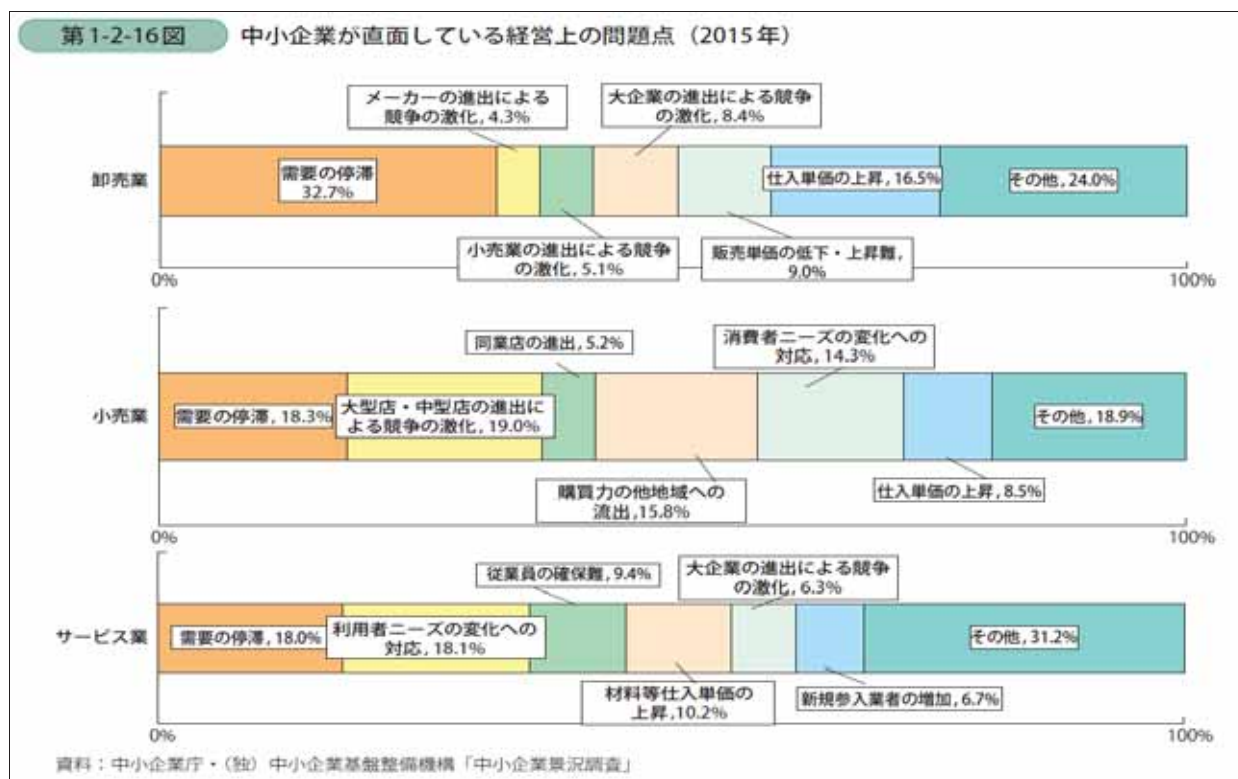 第1-2-16図 中小企業が直面している経営上の問題点（2015年）
メーカーの進出による
競争の激化, 4.3%
大企業の進出による競争
の激化, 8.4%
卸売業
需要の停滞
32.7%
仕入単価の上昇, 16.5%
その他, 24.0%
小売業の進出による競争
の激化, 5.1%
販売単価の低下・上昇難,
9.0%
0%
100%
同業店の進出, 5.2%
消費者ニーズの変化への
対応, 14.3%
小売業
需要の停滞, 18.3%
大型店・中型店の進出に
よる競争の激化, 19.0%
その他, 18.9%
購買力の他地域への
流出,15.8%
仕入単価の上昇, 8.5%
0%
100%
従業員の確保難, 9.4%
大企業の進出による競争
の激化, 6.3%
サービス業
需要の停滞, 18.0%
利用者ニーズの変化への
対応, 18.1%
その他, 31.2%
材料等仕入単価の
上昇,10.2%
新規参入業者の増加, 6.7%
0%
100%
資料：中小企業庁・（独）中小企業基盤整備機構「中小企業景況調査」